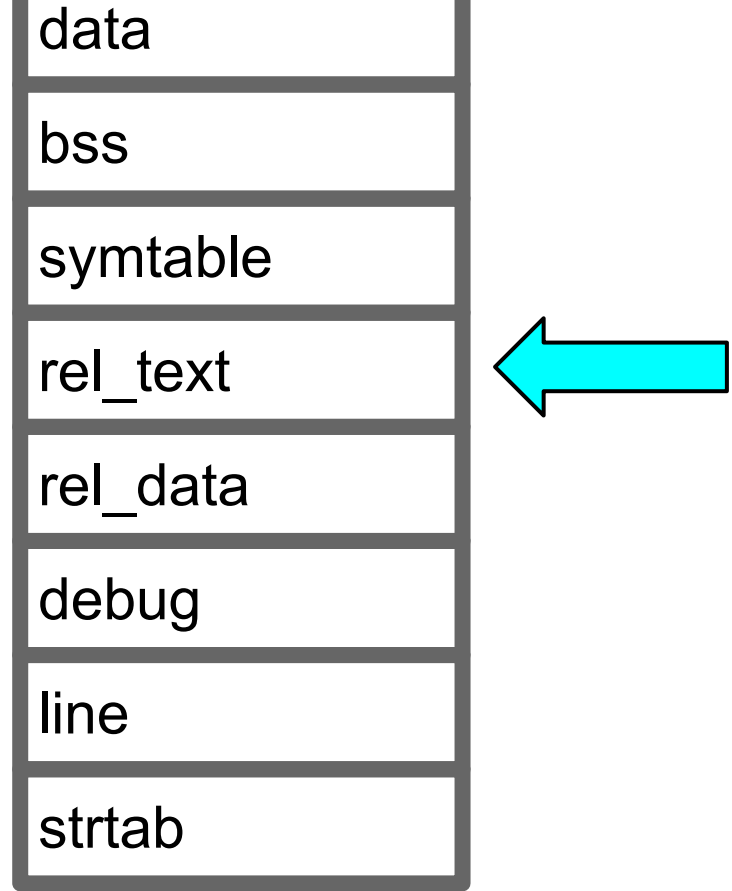 data
bss
symtable
rel_text
rel_data
debug
line
strtab